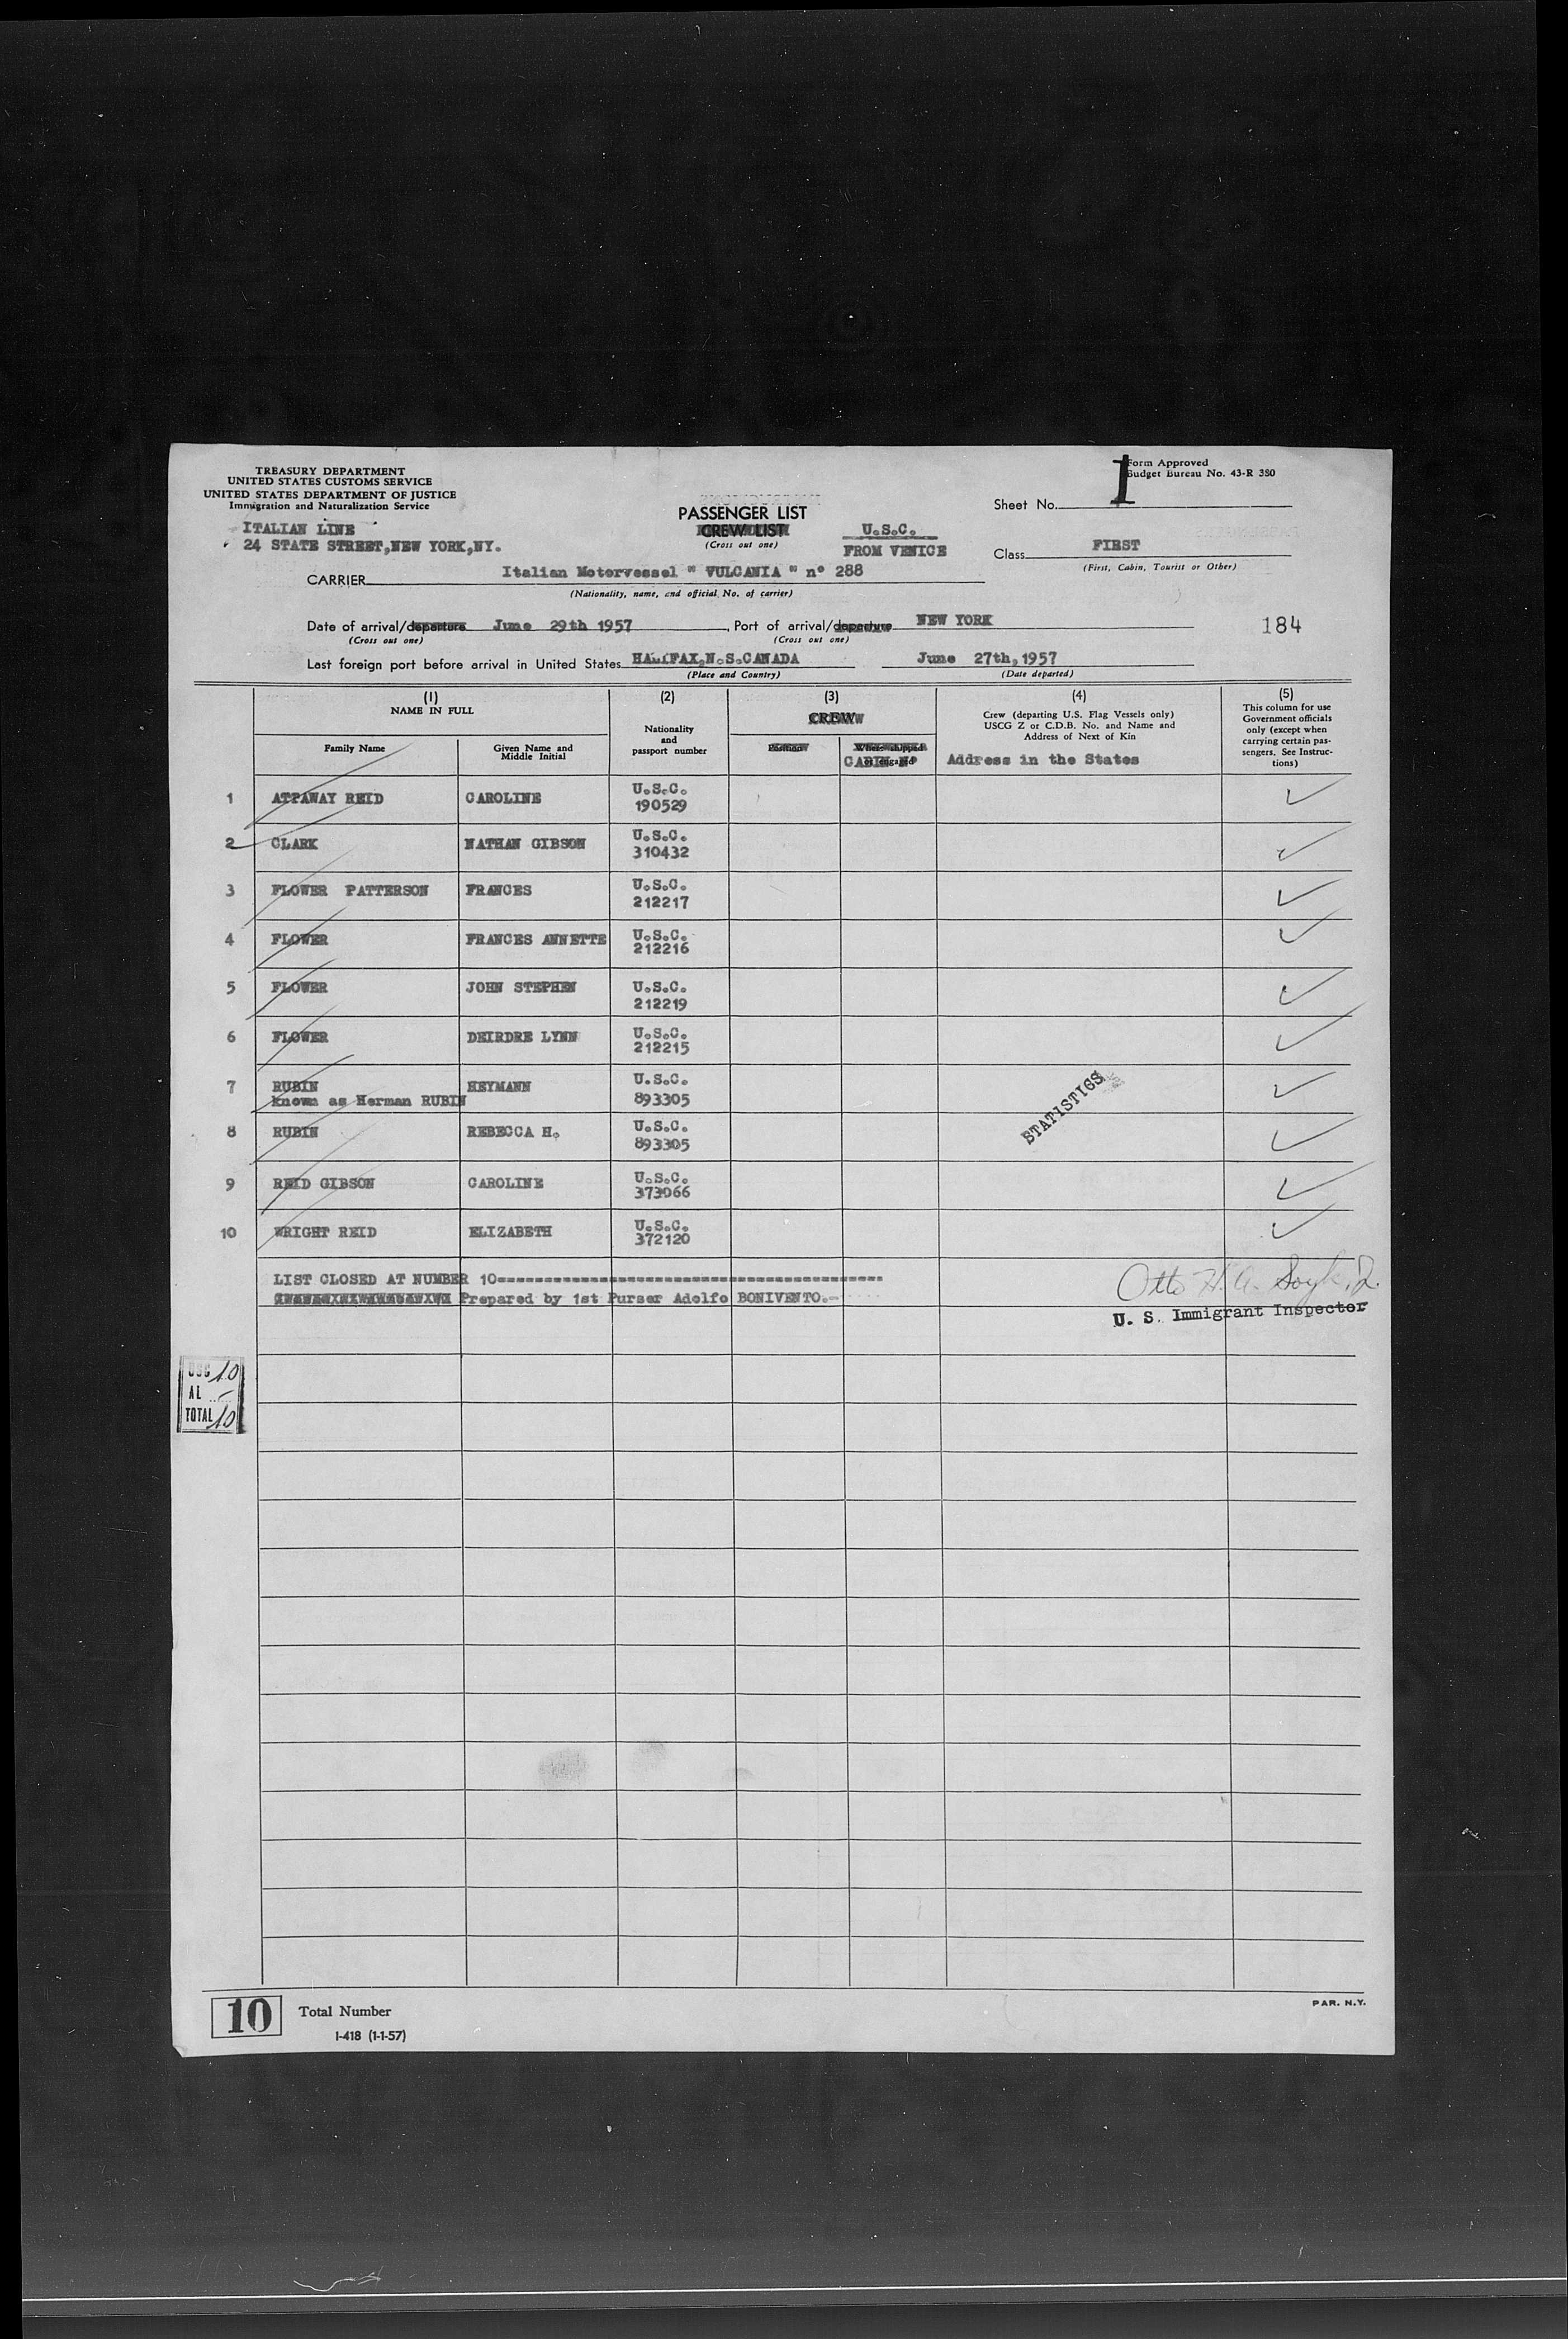 TREASURY DEPARTMENT
UNITED STATES CUSTOMS SERVICE
UNITED STATES DEPARTMENT OF JUSTICE
Immigration and Naturalization Service
ITALIAN LINE
24 STATE STREET,NEW YORK,NY.
PASSENGER LIST
CREW LIST
(Cross out one)
U.S.C.
FROM VENICE
Form Approved
Budget Bureau No. 43-R 380
Sheet No. 1
Class FIRST
(First, Cabin, Tourist or Other)
CARRIER Italian Motorvessel " VULCANIA " n° 288
(Nationality, name, and official No. of carrier)
Date of arrival/departure June 29th 1957, Port of arrival/departure NEW YORK
(Cross out one) (Cross out one)
184
Last foreign port before arrival in United States HALIFAX,N.S.CANADA June 27th,1957
(Place and Country) (Date departed)
(1)
NAME IN FULL
Family Name
Given Name and
Middle Initial
(2)
Nationality
and
passport number
(3)
CREW
Position
Where shipped
or engaged
(4)
Crew (departing U.S. Flag Vessels only)
USCG Z or C.D.B. No. and Name and
Address of Next of Kin
Address in the States
(5)
This column for use
Government officials
only (except when
carrying certain pas-
sengers. See Instruc-
tions)
1 ATTAWAY REID CAROLINE U.S.C.
190529
2 CLARK NATHAN GIBSON U.S.C.
310432
3 FLOWER PATTERSON FRANCES U.S.C.
212217
4 FLOWER FRANCES ANNETTE U.S.C.
212216
5 FLOWER JOHN STEPHEN U.S.C.
212219
6 FLOWER DEIRDRE LYNN U.S.C.
212215
7 RUBIN HEYMANN U.S.C.
known as Herman RUBIN 893305
8 RUBIN REBECCA H. U.S.C.
893305
9 REID GIBSON CAROLINE U.S.C.
373066
10 WRIGHT REID ELIZABETH U.S.C.
372120
STATISTICS
LIST CLOSED AT NUMBER 10
Prepared by 1st Purser Adolfo BONIVENTO.-
Otto H. A.
U. S. Immigrant Inspector
USC 10
AL -
TOTAL 10
10 Total Number
I-418 (1-1-57)
PAR. N.Y.